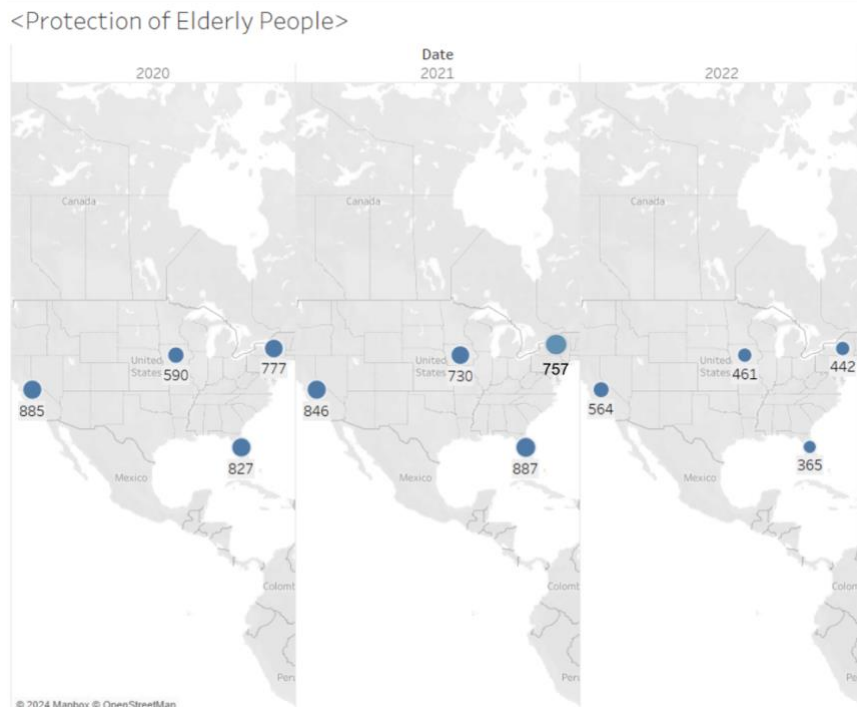 <Protection of Elderly People>
Date
2020 2021 2022
Canada Canada Canada
777 757 442
United States 590 United States 730 United States 461
885 846 564
827 887 365
Mexico Mexico Mexico
Colomb Colomb Colomb
Peru Peru Peru
© 2024 Mapbox © OpenStreetMap